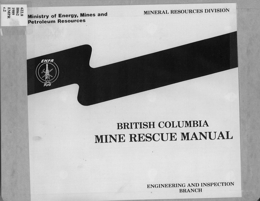 Ministry of Energy, Mines and
Petroleum Resources
MINERAL RESOURCES DIVISION
BRITISH COLUMBIA
MINE RESCUE MANUAL
ENGINEERING AND INSPECTION
BRANCH